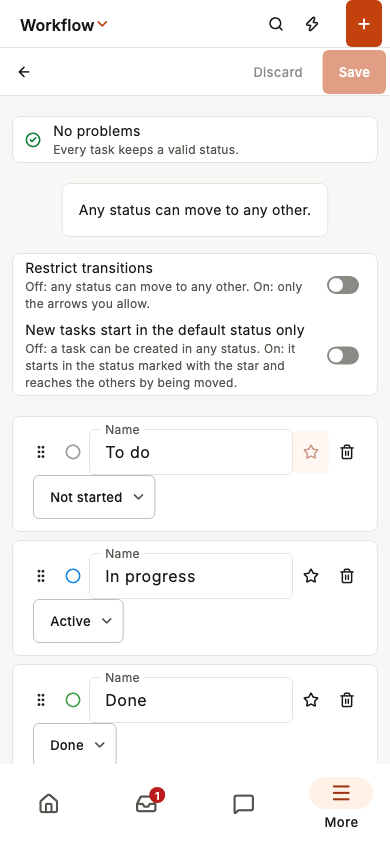 Workflow
Discard
Save
No problems
Every task keeps a valid status.
Any status can move to any other.
Restrict transitions
Off: any status can move to any other. On: only
the arrows you allow.
New tasks start in the default status only
Off: a task can be created in any status. On: it
starts in the status marked with the star and
reaches the others by being moved.
Name
To do
Not started
Name
In progress
Active
Name
Done
Done
1
More